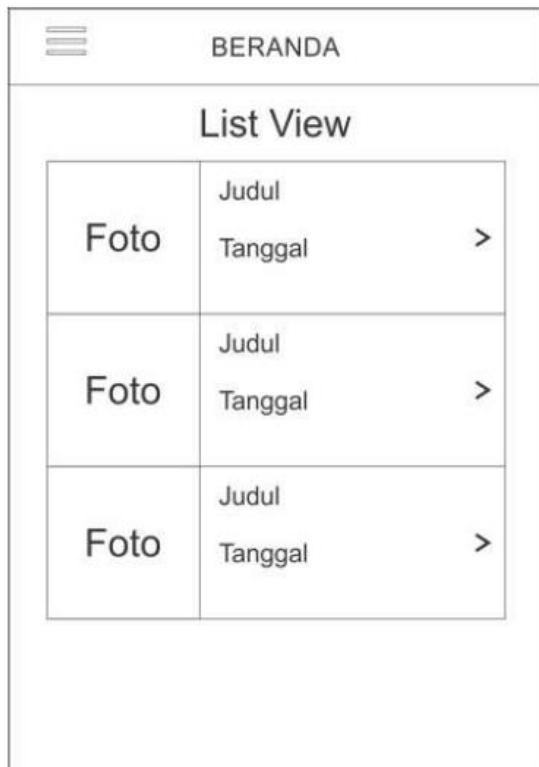 BERANDA
List View
Foto
Judul
Tanggal
>
Foto
Judul
Tanggal
>
Foto
Judul
Tanggal
>